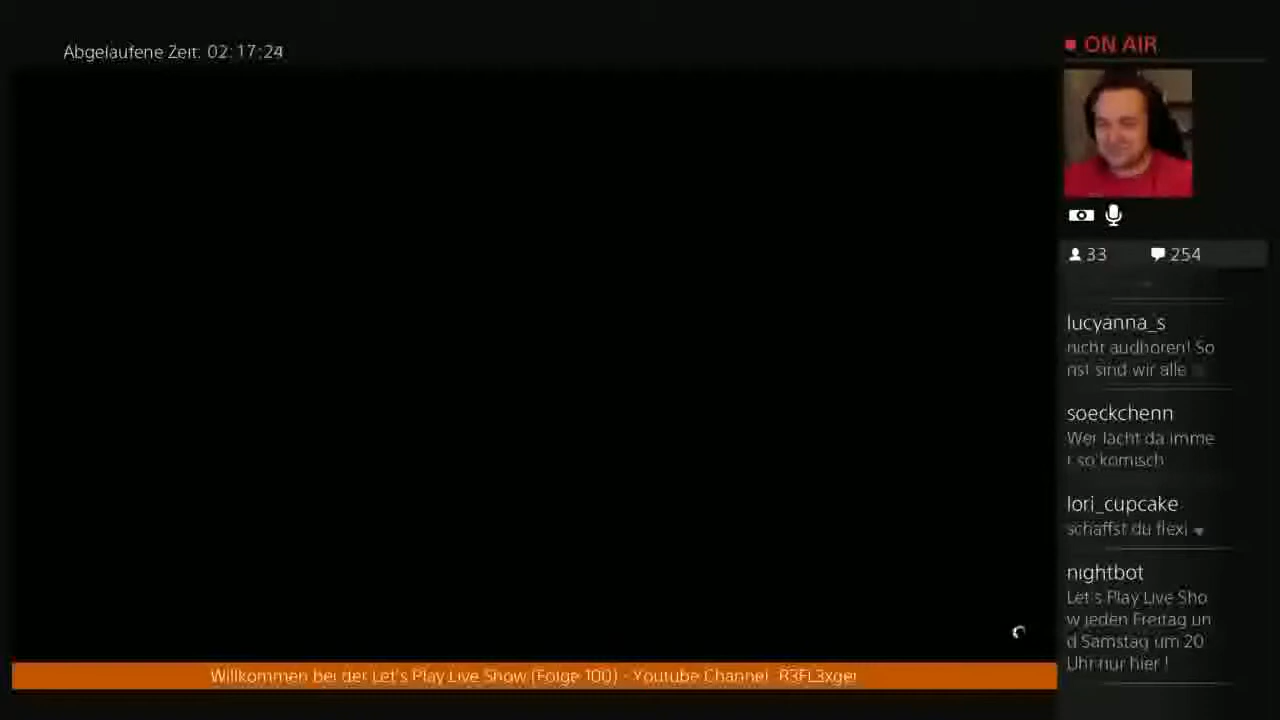 Abgelaufene Zeit: 02:17:24
ON AIR
33
254
lucyanna_s
nicht audhoren! So
nst sind wir alle
soeckchenn
Wer lacht da imme
r so komisch
lori_cupcake
schaffst du flexi
nightbot
Let's Play Live Sho
w jeden Freitag un
d Samstag um 20
Uhr nur hier !
Willkommen bei der Let's Play Live Show (Folge 100) - Youtube Channel: R3FL3xger